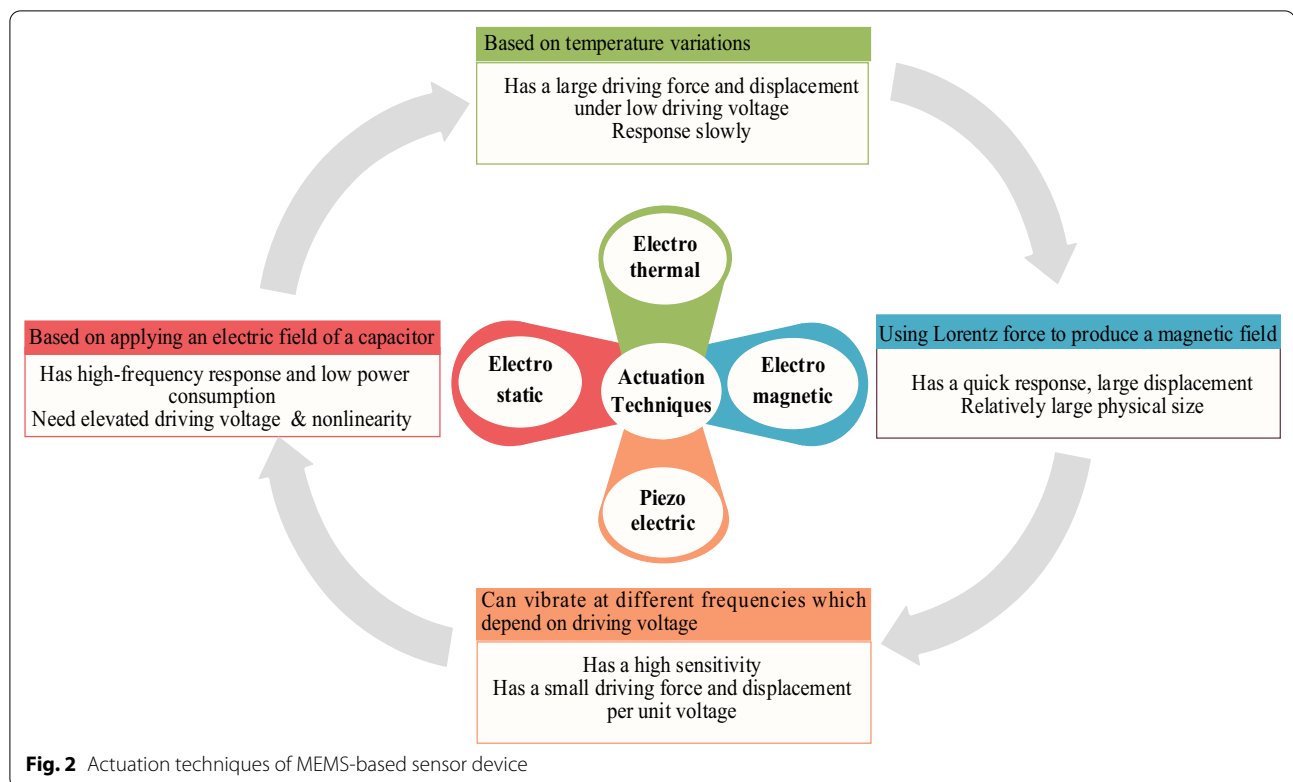 Based on temperature variations
Has a large driving force and displacement
under low driving voltage
Response slowly
Electro
thermal
Based on applying an electric field of a capacitor
Has high-frequency response and low power
consumption
Need elevated driving voltage & nonlinearity
Electro
static
Actuation
Techniques
Electro
magnetic
Using Lorentz force to produce a magnetic field
Has a quick response, large displacement
Relatively large physical size
Piezo
electric
Can vibrate at different frequencies which
depend on driving voltage
Has a high sensitivity
Has a small driving force and displacement
per unit voltage
Fig. 2 Actuation techniques of MEMS-based sensor device